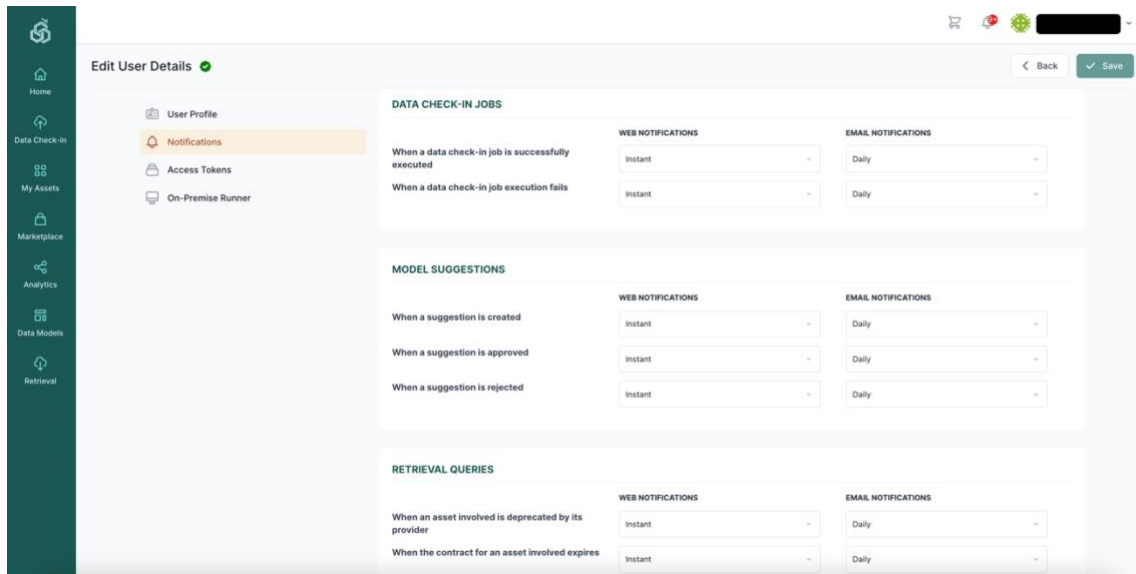 9+
Edit User Details
Back
Save
Home
Data Check-in
My Assets
Marketplace
Analytics
Data Models
Retrieval
User Profile
Notifications
Access Tokens
On-Premise Runner
DATA CHECK-IN JOBS
WEB NOTIFICATIONS EMAIL NOTIFICATIONS
When a data check-in job is successfully
executed
Instant Daily
When a data check-in job execution fails
Instant Daily
MODEL SUGGESTIONS
WEB NOTIFICATIONS EMAIL NOTIFICATIONS
When a suggestion is created
Instant Daily
When a suggestion is approved
Instant Daily
When a suggestion is rejected
Instant Daily
RETRIEVAL QUERIES
WEB NOTIFICATIONS EMAIL NOTIFICATIONS
When an asset involved is deprecated by its
provider
Instant Daily
When the contract for an asset involved expires
Instant Daily